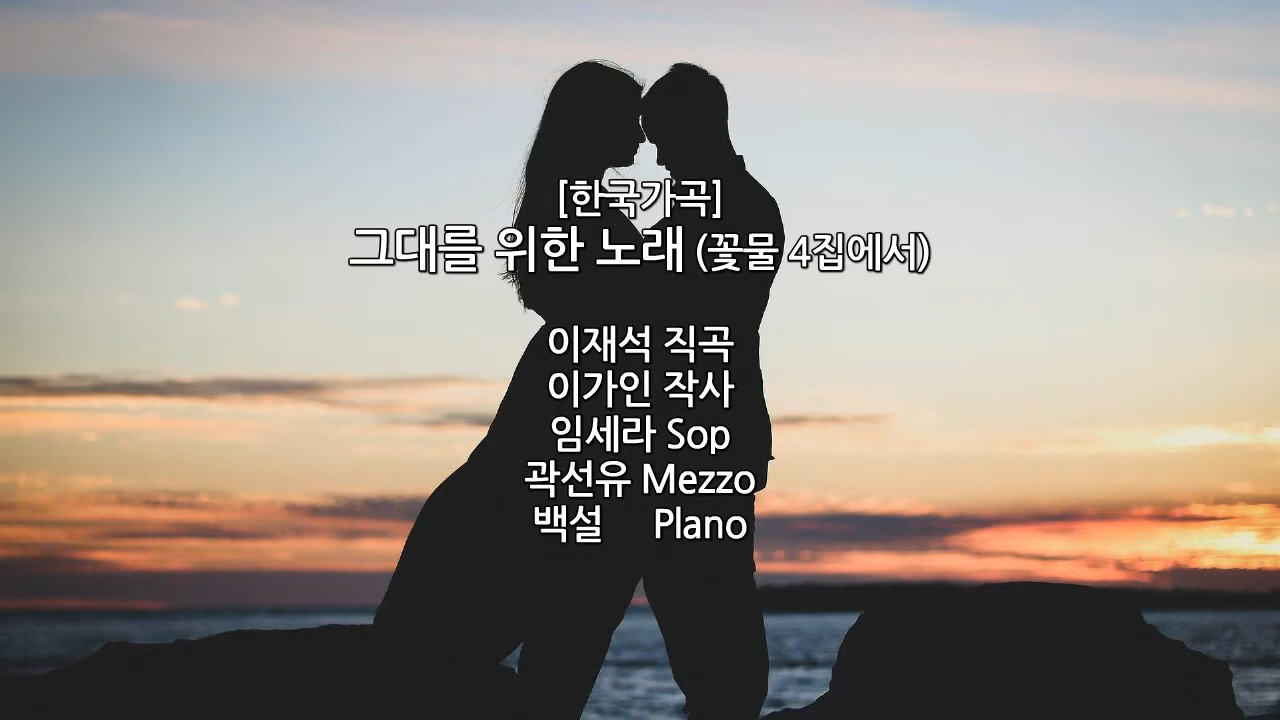 [한국가곡]
그대를 위한 노래 (꽃물 4집에서)
이재석 직곡
이가인 작사
임세라 Sop
곽선유 Mezzo
백설 Plano